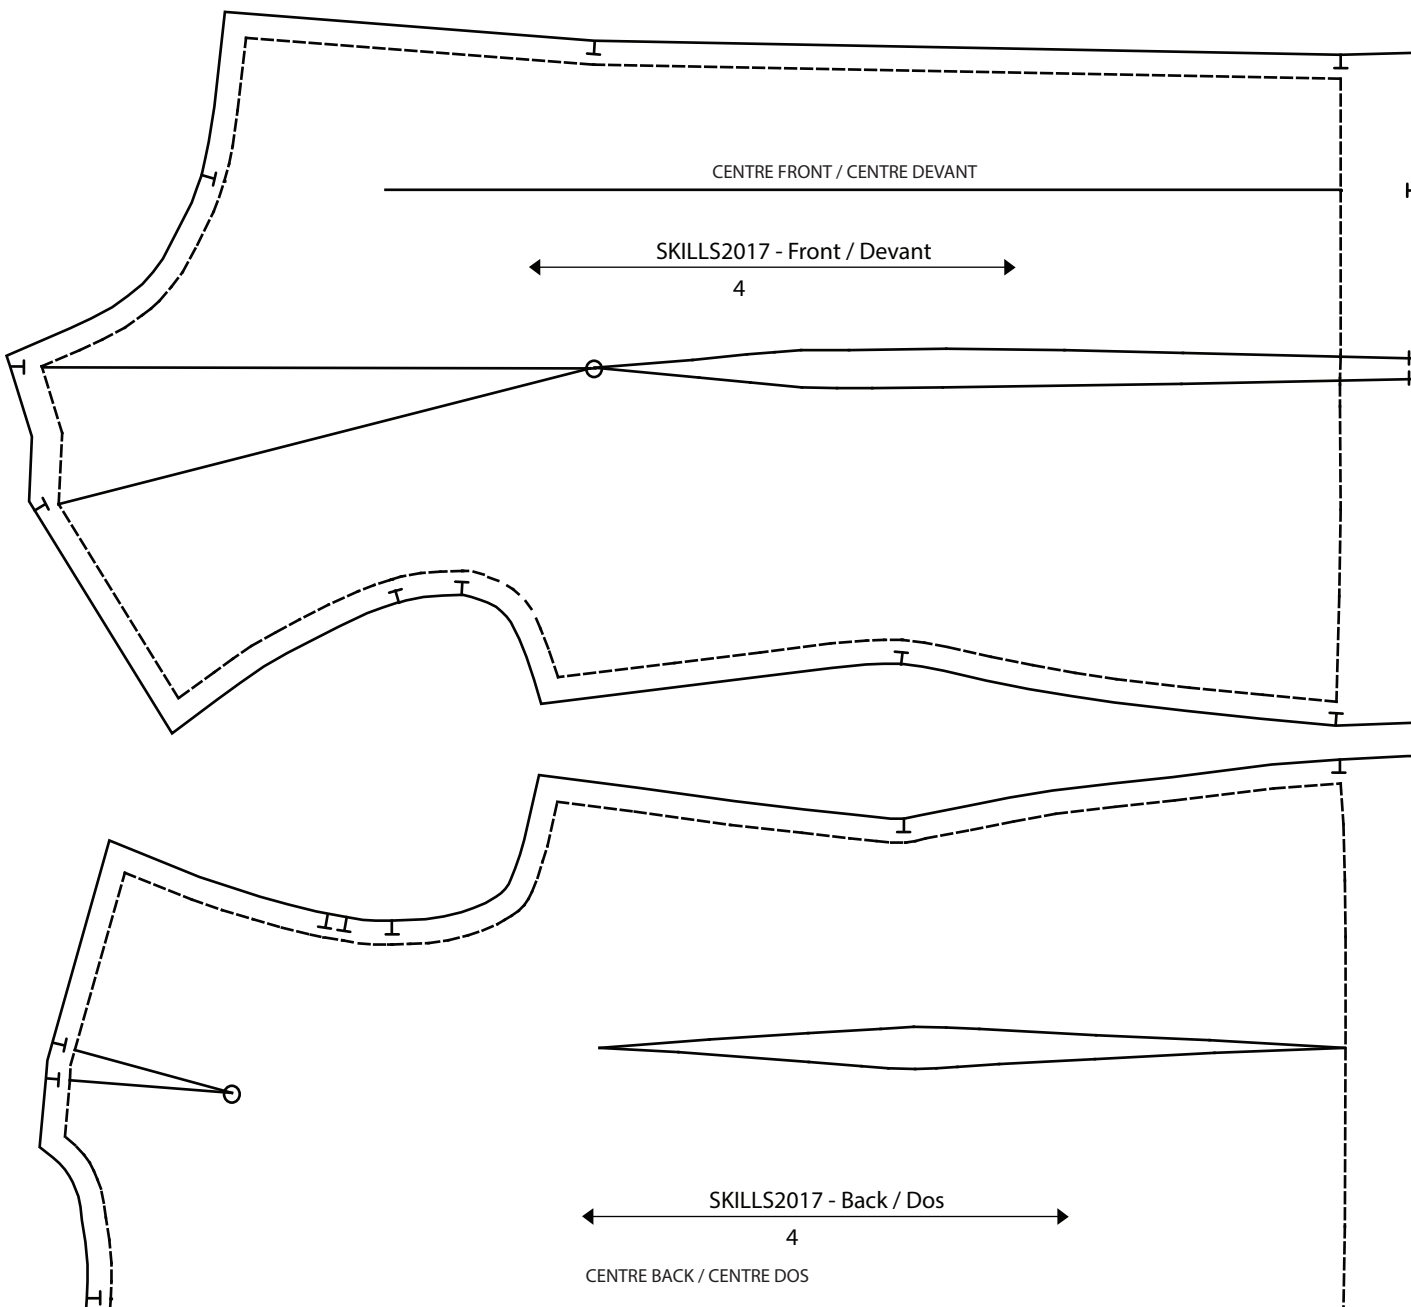 CENTRE FRONT / CENTRE DEVANT
SKILLS2017 - Front / Devant
4
SKILLS2017 - Back / Dos
4
CENTRE BACK / CENTRE DOS